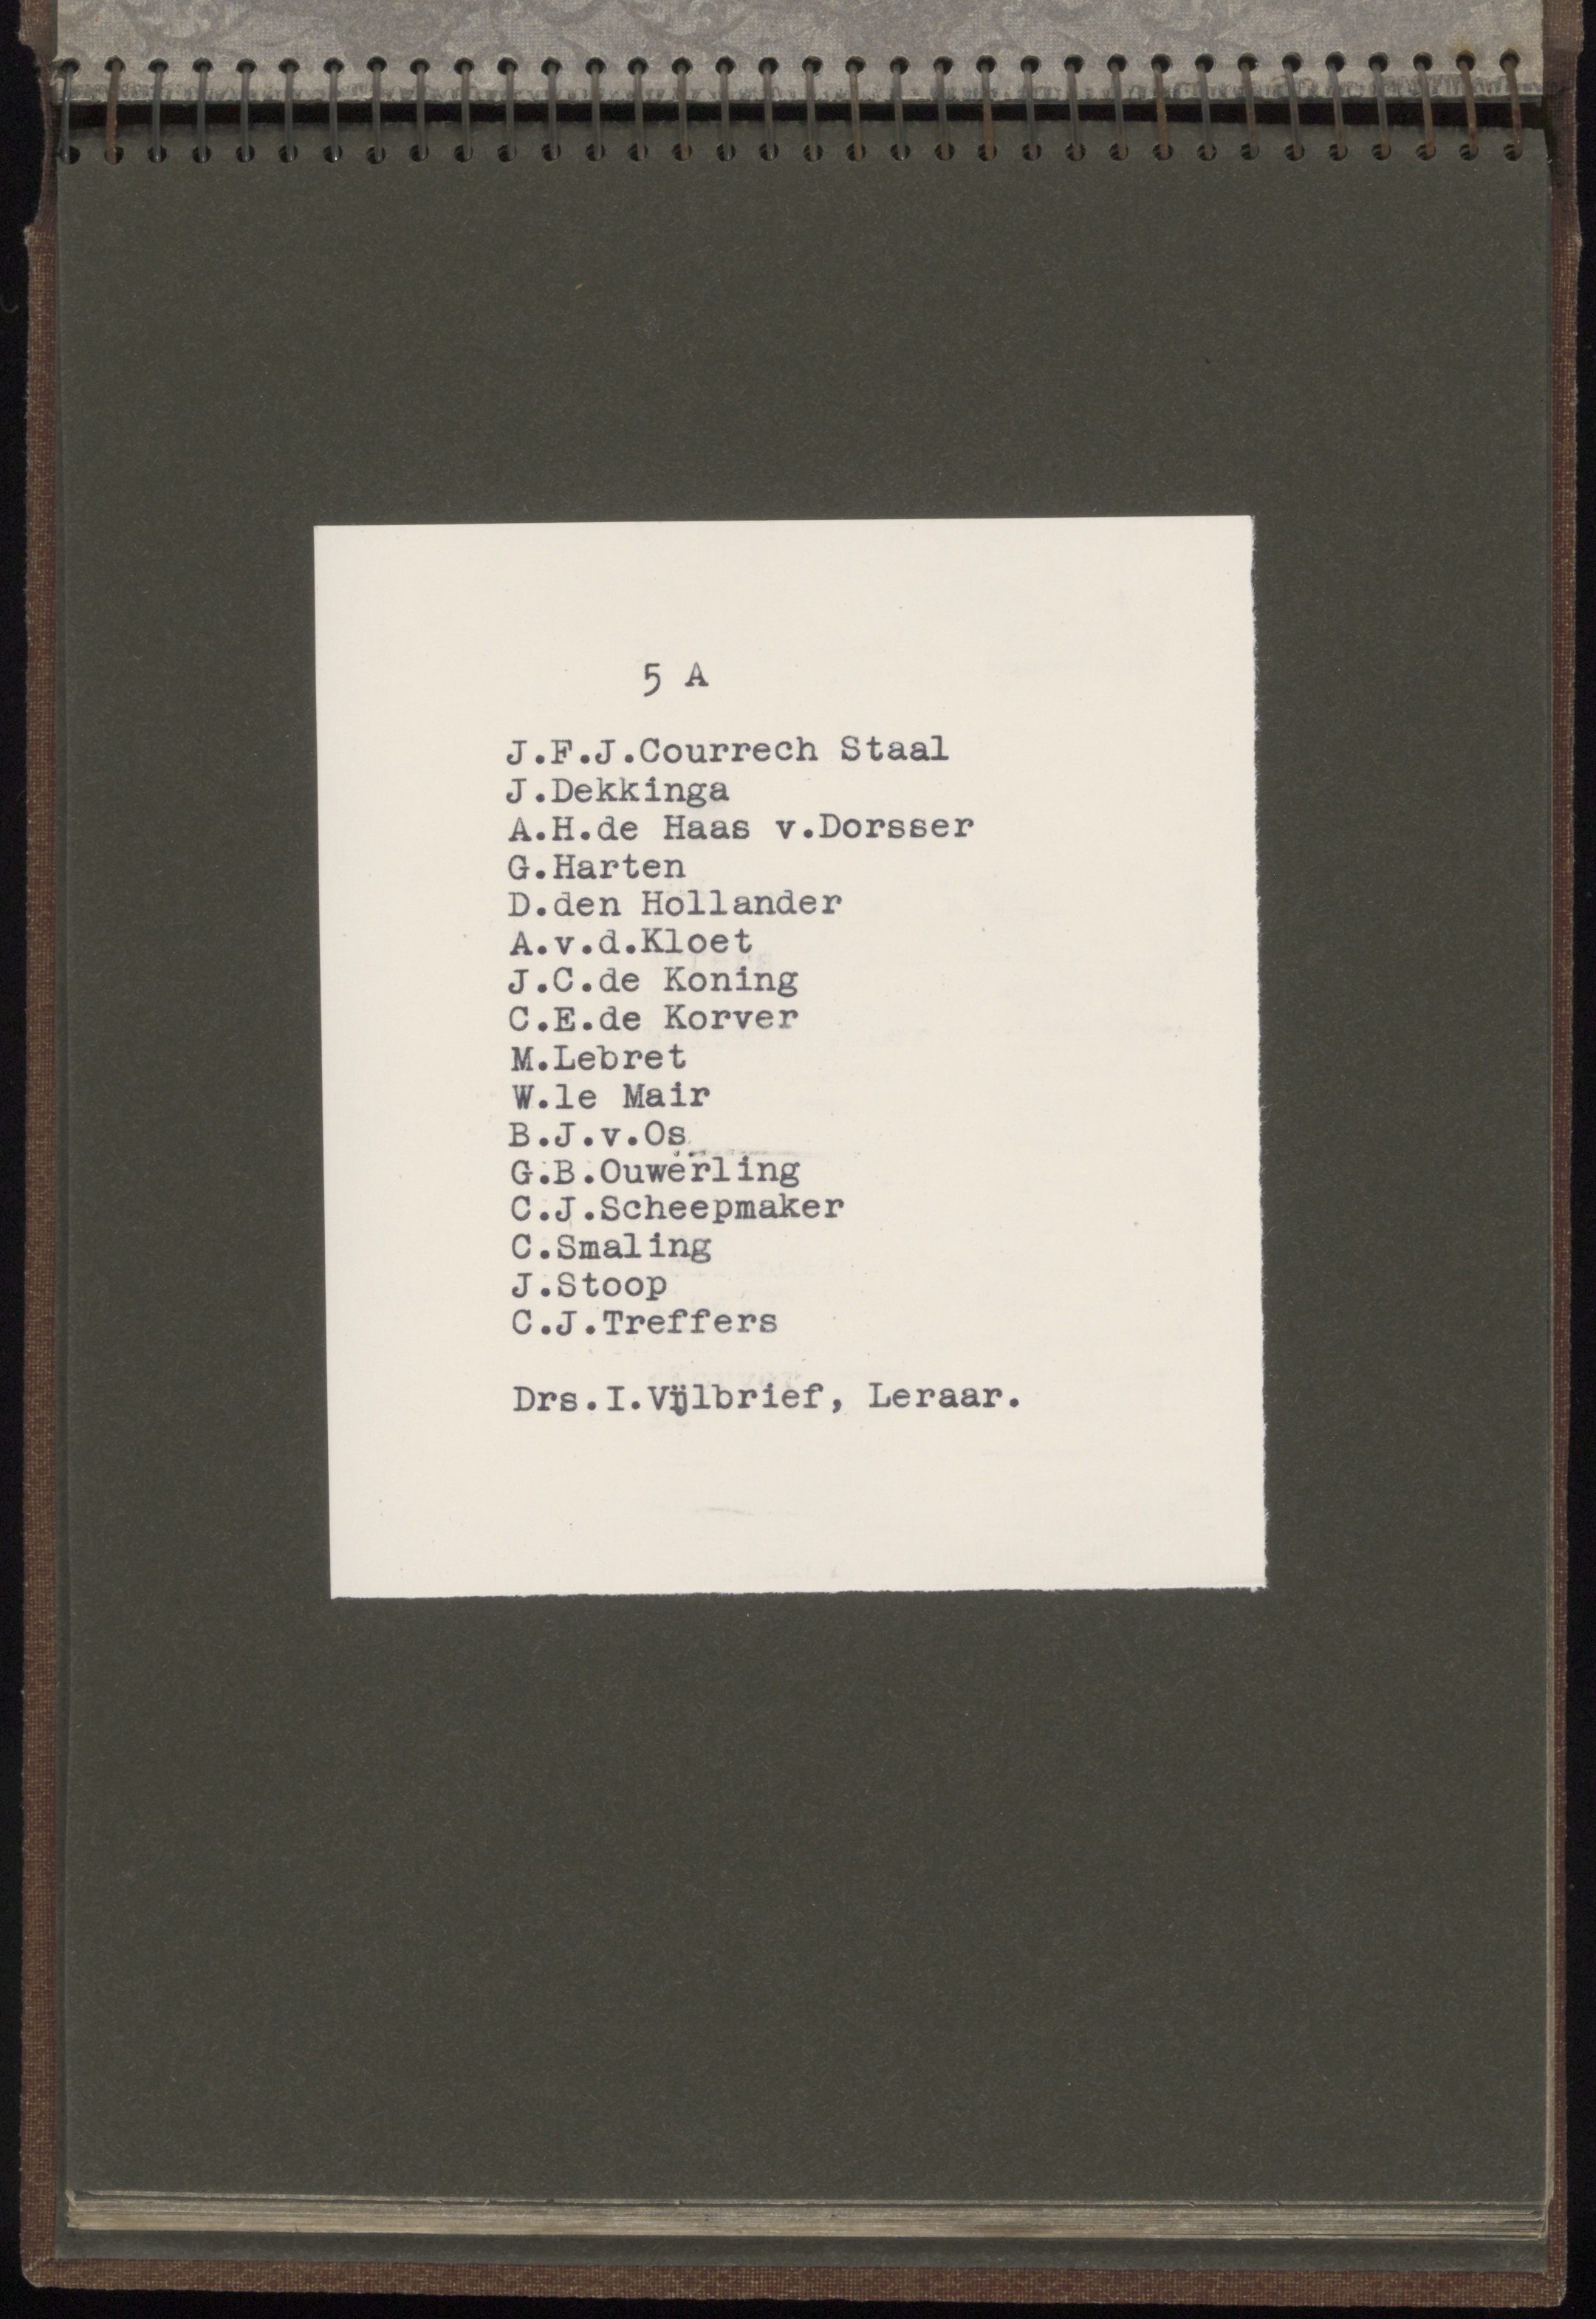 5 A
J.F.J.Courrech Staal
J.Dekkinga
A.H.de Haas v.Dorsser
G.Harten
D.den Hollander
A.v.d.Kloet
J.C.de Koning
C.E.de Korver
M.Lebret
W.le Mair
B.J.v.Os
G.B.Ouwerling
C.J.Scheepmaker
C.Smaling
J.Stoop
C.J.Treffers
Drs.I.Vijlbrief, Leraar.